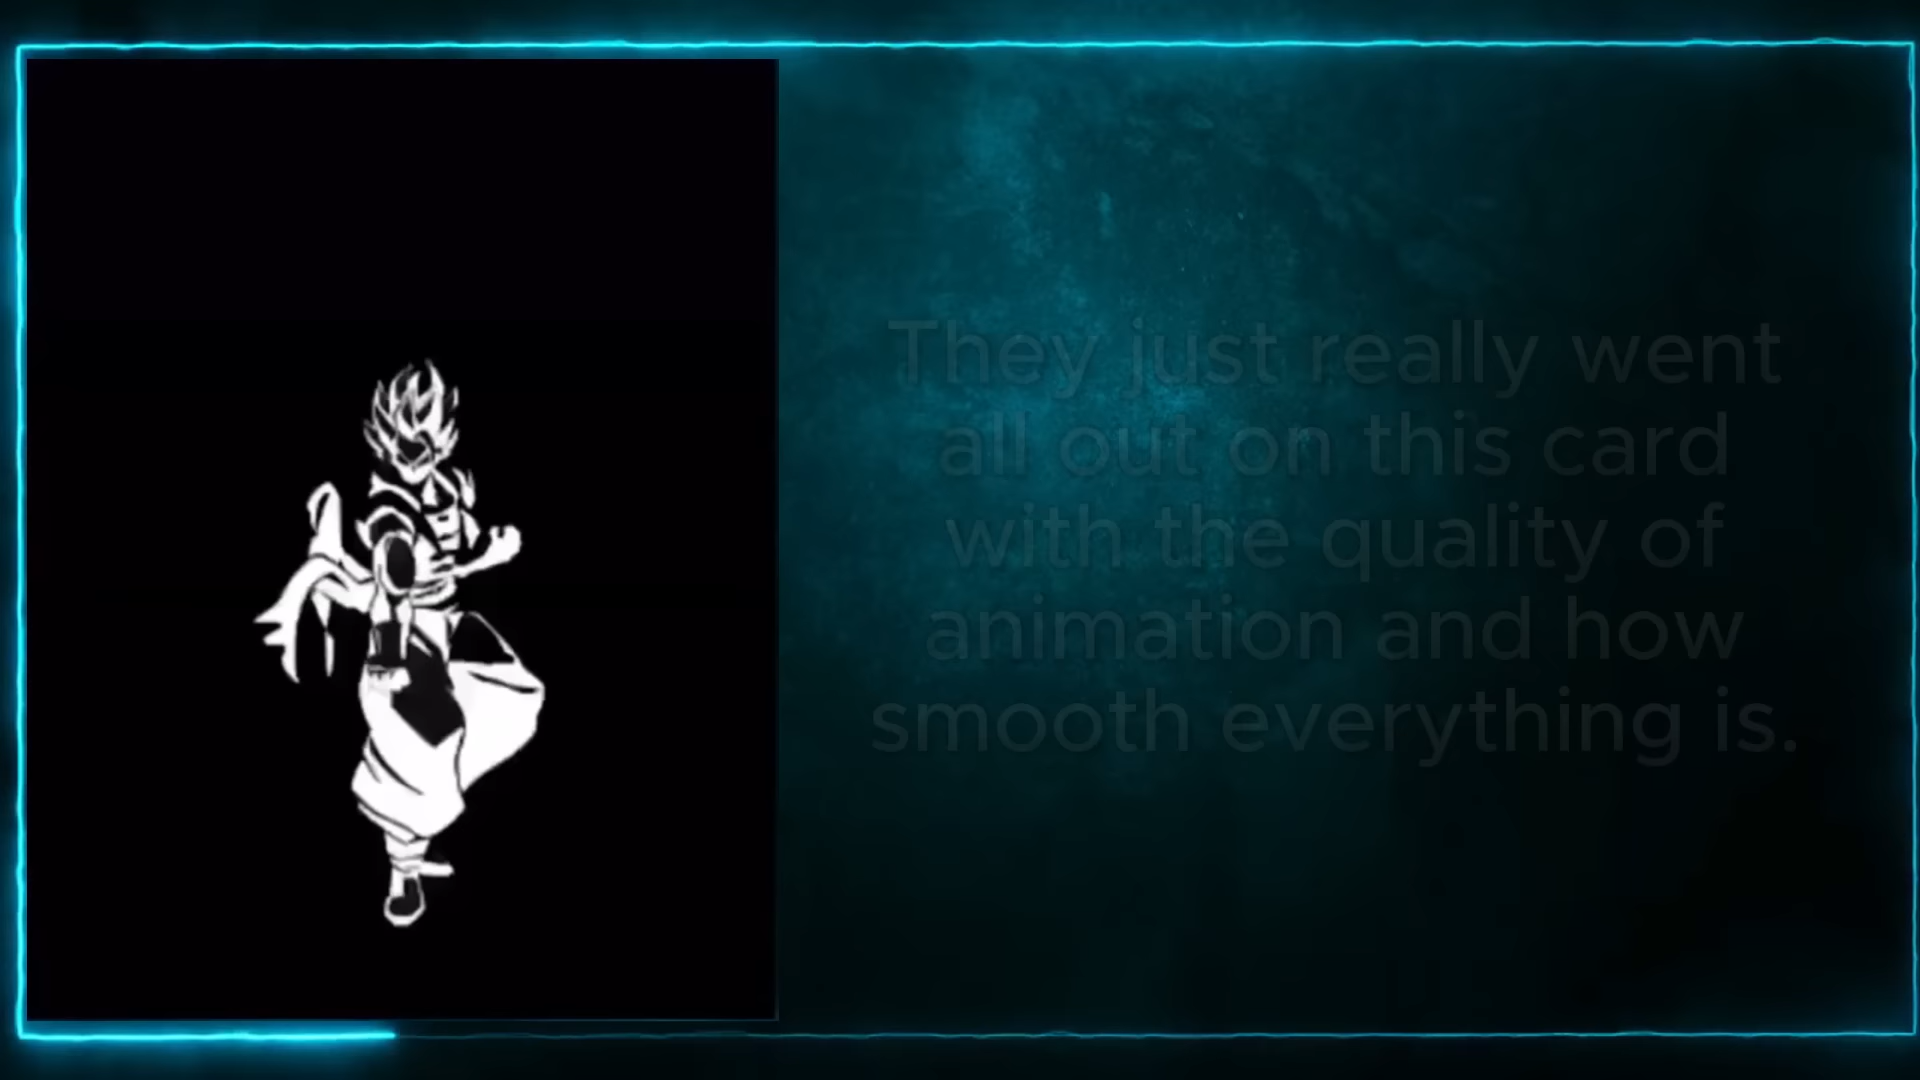 They just really went
all out on this card
with the quality of
animation and how
smooth everything is.